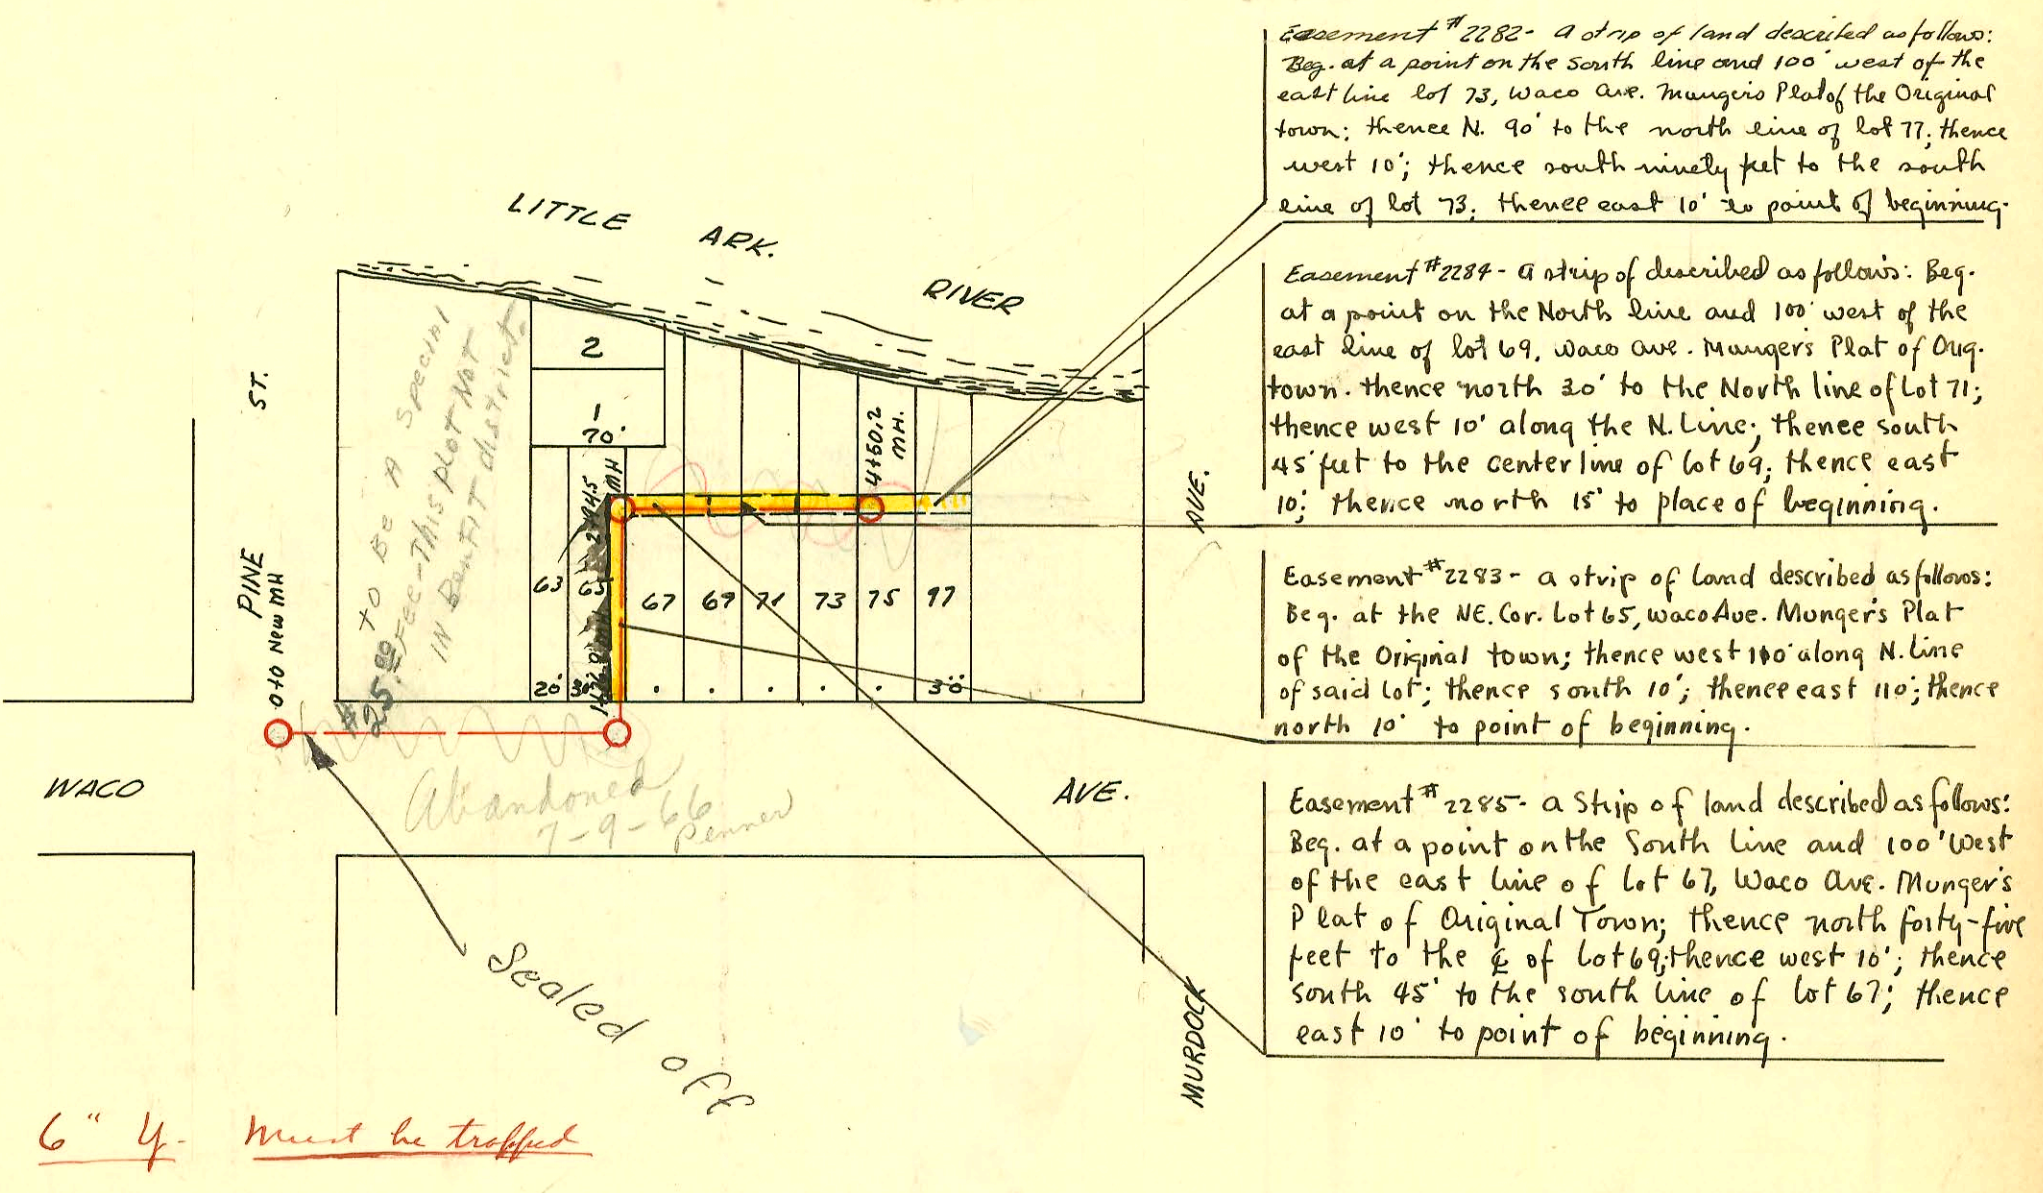 Easement #2282- A strip of land described as follows:
Beg. at a point on the South line and 100' west of the
east line lot 73, Waco Ave. Mungers Plat of the Original
town; thence N. 90' to the north line of lot 77; thence
west 10'; thence south ninety feet to the south
line of lot 73; thence east 10' to point of beginning.
Easement #2284- A strip of described as follows: Beg.
at a point on the North line and 100' west of the
east line of lot 69, Waco Ave. Mungers Plat of Orig.
town. thence north 30' to the North line of Lot 71;
thence west 10' along the N. Line; thence south
45' feet to the centerline of lot 69; thence east
10'; thence north 15' to place of beginning.
Easement #2283- a strip of land described as follows:
Beg. at the NE. Cor. Lot 65, Waco Ave. Munger's Plat
of the Original town; thence west 110' along N. line
of said lot; thence south 10'; thence east 110'; thence
north 10' to point of beginning.
Easement #2285- a strip of land described as follows:
Beg. at a point on the South Line and 100' West
of the east line of Lot 67, Waco Ave. Munger's
Plat of Original Town; thence north forty-five
feet to the ℄ of Lot 69; thence west 10'; thence
south 45' to the south line of lot 67; thence
east 10' to point of beginning.
LITTLE ARK. RIVER
PINE ST.
0+0 New MH
TO BE A Special
$25.00 Fee - This plot NOT
IN Benefit district.
2
1
70'
MH
4+60.2
MH.
63 65 67 69 71 73 75 77
20' 30' 30'
WACO AVE.
MURDOCK AVE.
Abandoned
7-9-66
Penner
Sealed off
6" Y- Must be trapped